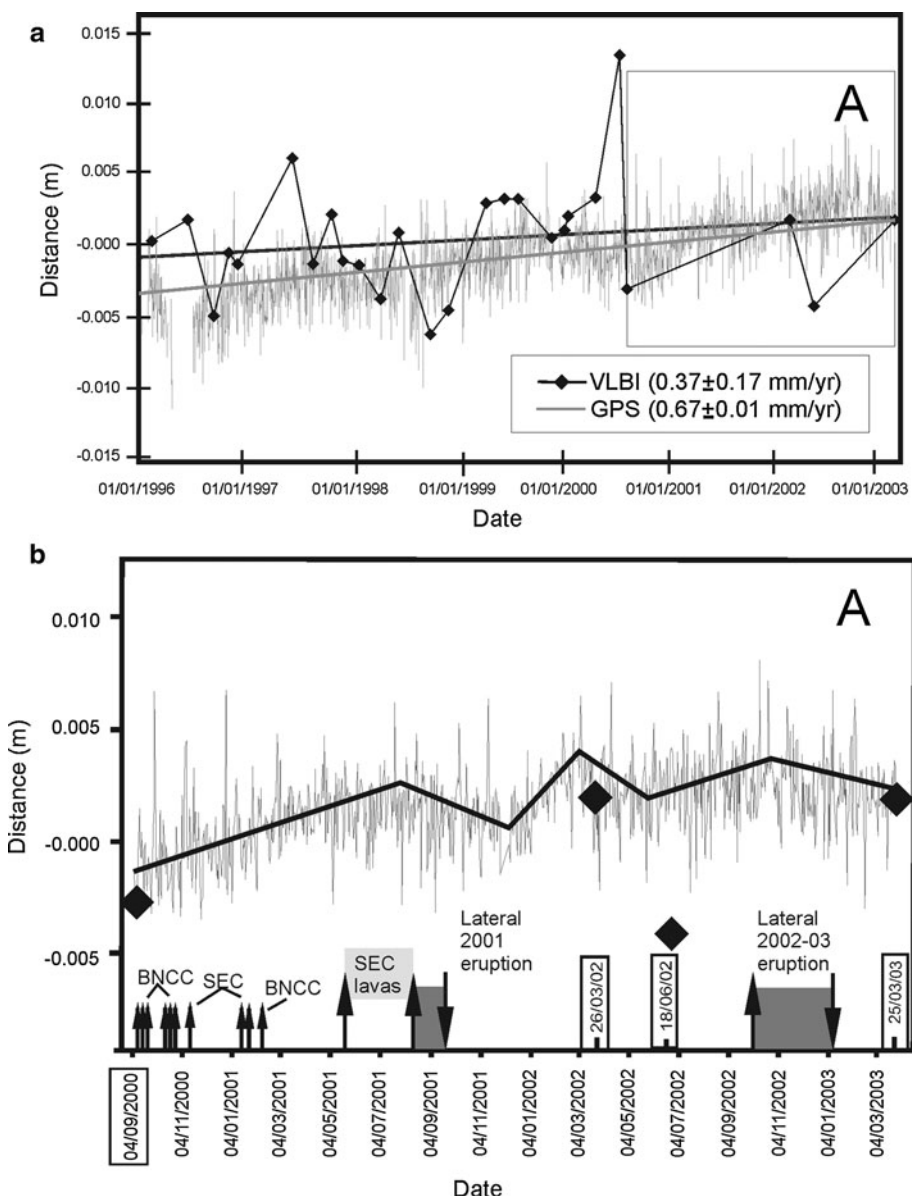 a
0.015
0.010
0.005
-0.000
-0.005
-0.010
-0.015
Distance (m)
A
VLBI (0.37±0.17 mm/yr)
GPS (0.67±0.01 mm/yr)
01/01/1996 01/01/1997 01/01/1998 01/01/1999 01/01/2000 01/01/2001 01/01/2002 01/01/2003
Date
b
A
0.010
0.005
-0.000
-0.005
Distance (m)
BNCC
SEC
BNCC
SEC
lavas
Lateral
2001
eruption
26/03/02
18/06/02
Lateral
2002-03
eruption
25/03/03
04/09/2000
04/11/2000
04/01/2001
04/03/2001
04/05/2001
04/07/2001
04/09/2001
04/11/2001
04/01/2002
04/03/2002
04/05/2002
04/07/2002
04/09/2002
04/11/2002
04/01/2003
04/03/2003
Date